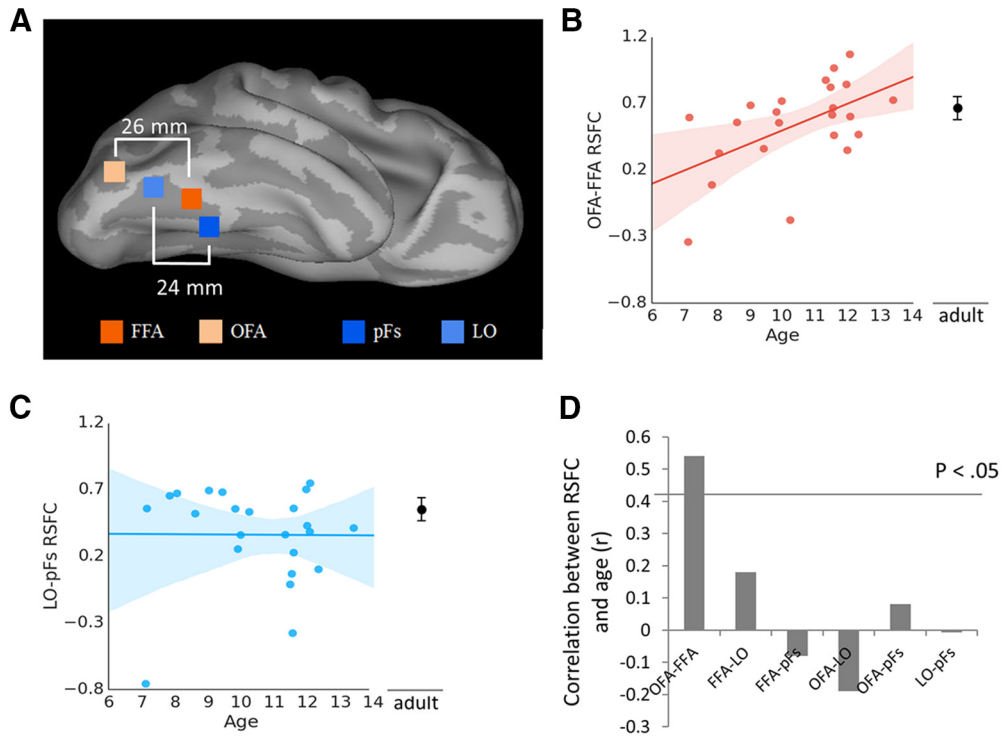 A
26 mm
24 mm
FFA OFA pFs LO
B
OFA-FFA RSFC
1.2
0.7
0.2
−0.3
−0.8
6 7 8 9 10 11 12 13 14 adult
Age
C
LO-pFs RSFC
1.2
0.7
0.2
−0.3
−0.8
6 7 8 9 10 11 12 13 14 adult
Age
D
Correlation between RSFC
and age (r)
0.6
0.5
0.4
0.3
0.2
0.1
0
-0.1
-0.2
-0.3
P < .05
OFA-FFA
FFA-LO
FFA-pFs
OFA-LO
OFA-pFs
LO-pFs